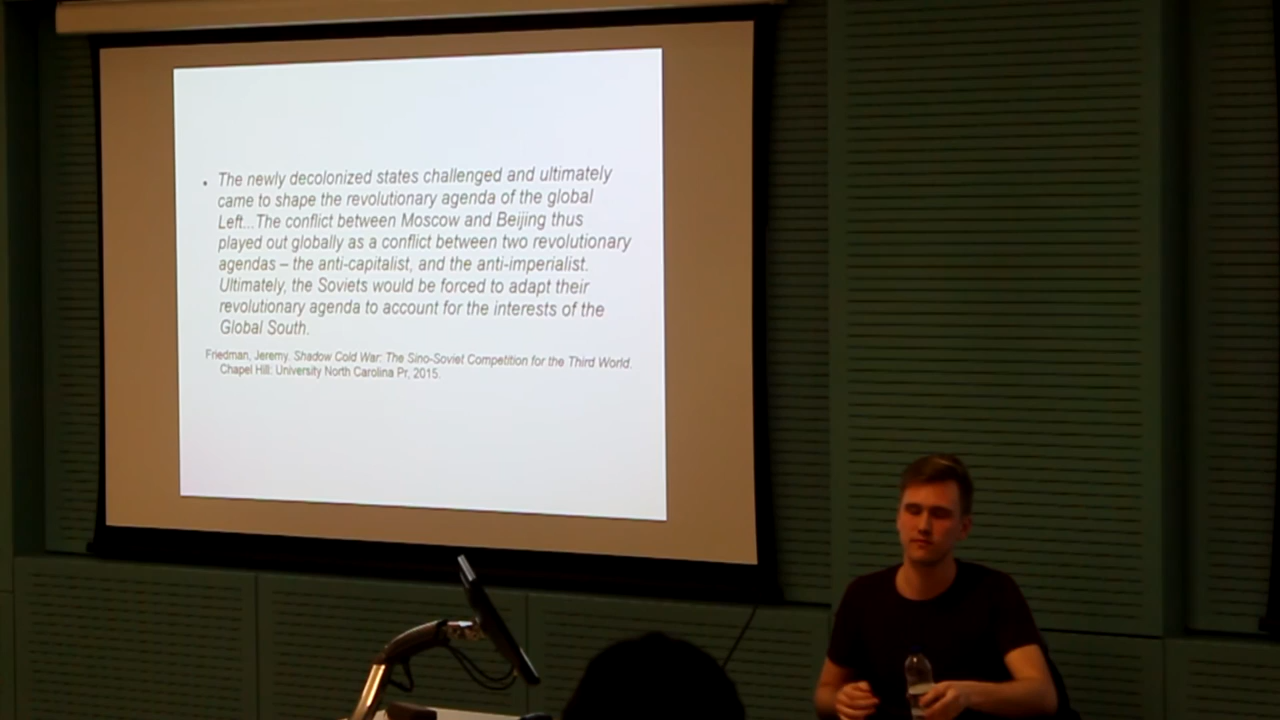 • The newly decolonized states challenged and ultimately
came to shape the revolutionary agenda of the global
Left...The conflict between Moscow and Beijing thus
played out globally as a conflict between two revolutionary
agendas – the anti-capitalist, and the anti-imperialist.
Ultimately, the Soviets would be forced to adapt their
revolutionary agenda to account for the interests of the
Global South.
Friedman, Jeremy. Shadow Cold War: The Sino-Soviet Competition for the Third World.
Chapel Hill: University North Carolina Pr, 2015.